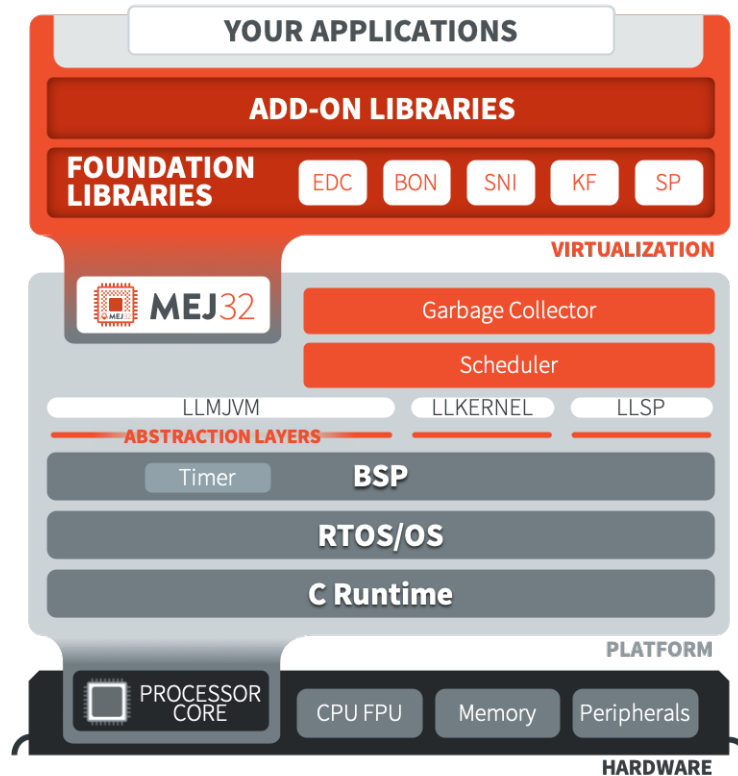 YOUR APPLICATIONS
ADD-ON LIBRARIES
FOUNDATION
LIBRARIES
EDC
BON
SNI
KF
SP
VIRTUALIZATION
MEJ32
MEJ32
Garbage Collector
Scheduler
LLMJVM
LLKERNEL
LLSP
ABSTRACTION LAYERS
Timer
BSP
RTOS/OS
C Runtime
PLATFORM
PROCESSOR
CORE
CPU FPU
Memory
Peripherals
HARDWARE